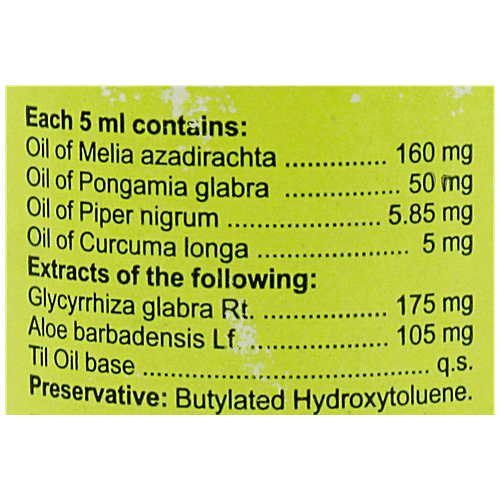 Each 5 ml contains:
Oil of Melia azadirachta ............... 160 mg
Oil of Pongamia glabra ................. 50 mg
Oil of Piper nigrum ....................... 5.85 mg
Oil of Curcuma longa ......................... 5 mg
Extracts of the following:
Glycyrrhiza glabra Rt. .................. 175 mg
Aloe barbadensis Lf. ..................... 105 mg
Til Oil base ........................................... q.s.
Preservative: Butylated Hydroxytoluene.